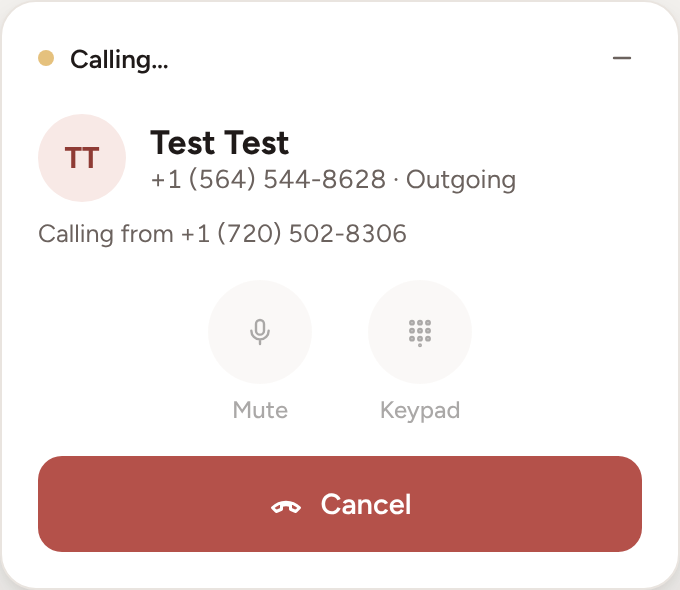 Calling...
TT
Test Test
+1 (564) 544-8628 · Outgoing
Calling from +1 (720) 502-8306
Mute
Keypad
Cancel